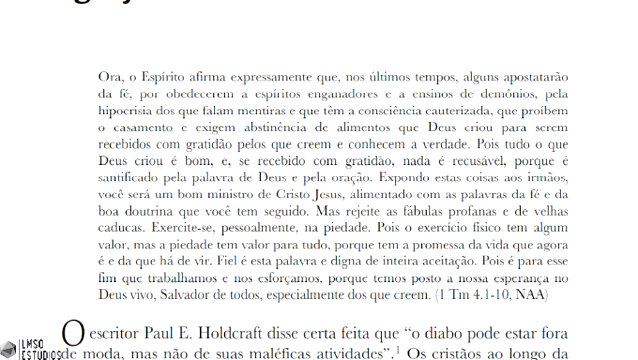 Ora, o Espírito afirma expressamente que, nos últimos tempos, alguns apostatarão
da fé, por obedecerem a espíritos enganadores e a ensinos de demônios, pela
hipocrisia dos que falam mentiras e que têm a consciência cauterizada, que proíbem
o casamento e exigem abstinência de alimentos que Deus criou para serem
recebidos com gratidão pelos que creem e conhecem a verdade. Pois tudo o que
Deus criou é bom, e, se recebido com gratidão, nada é recusável, porque é
santificado pela palavra de Deus e pela oração. Expondo estas coisas aos irmãos,
você será um bom ministro de Cristo Jesus, alimentado com as palavras da fé e da
boa doutrina que você tem seguido. Mas rejeite as fábulas profanas e de velhas
caducas. Exercite-se, pessoalmente, na piedade. Pois o exercício físico tem algum
valor, mas a piedade tem valor para tudo, porque tem a promessa da vida que agora
é e da que há de vir. Fiel é esta palavra e digna de inteira aceitação. Pois é para esse
fim que trabalhamos e nos esforçamos, porque temos posto a nossa esperança no
Deus vivo, Salvador de todos, especialmente dos que creem. (1 Tm 4.1-10, NAA)
O escritor Paul E. Holdcraft disse certa feita que “o diabo pode estar fora
de moda, mas não de suas maléficas atividades”.¹ Os cristãos ao longo da
LMSO
ESTUDIOS